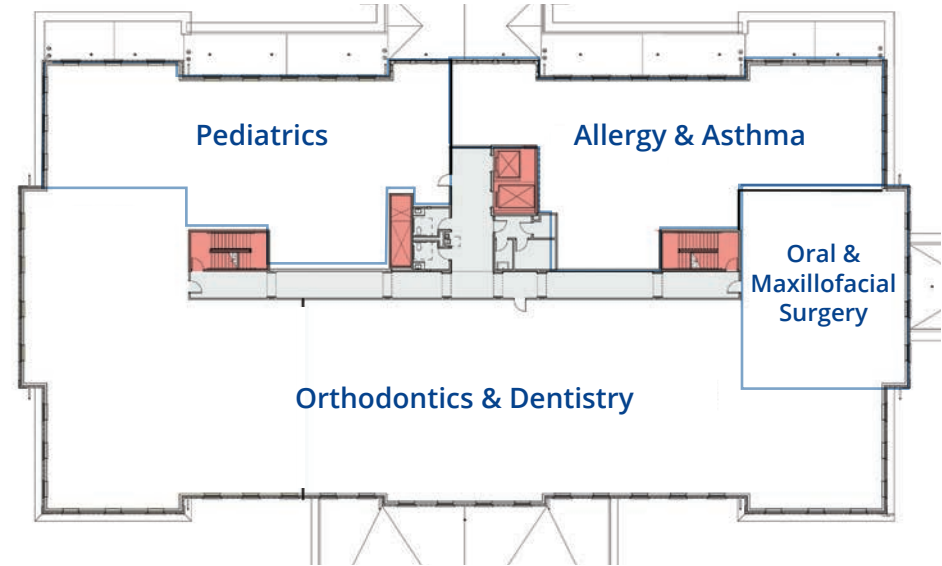 Pediatrics
Allergy & Asthma
Oral &
Maxillofacial
Surgery
Orthodontics & Dentistry